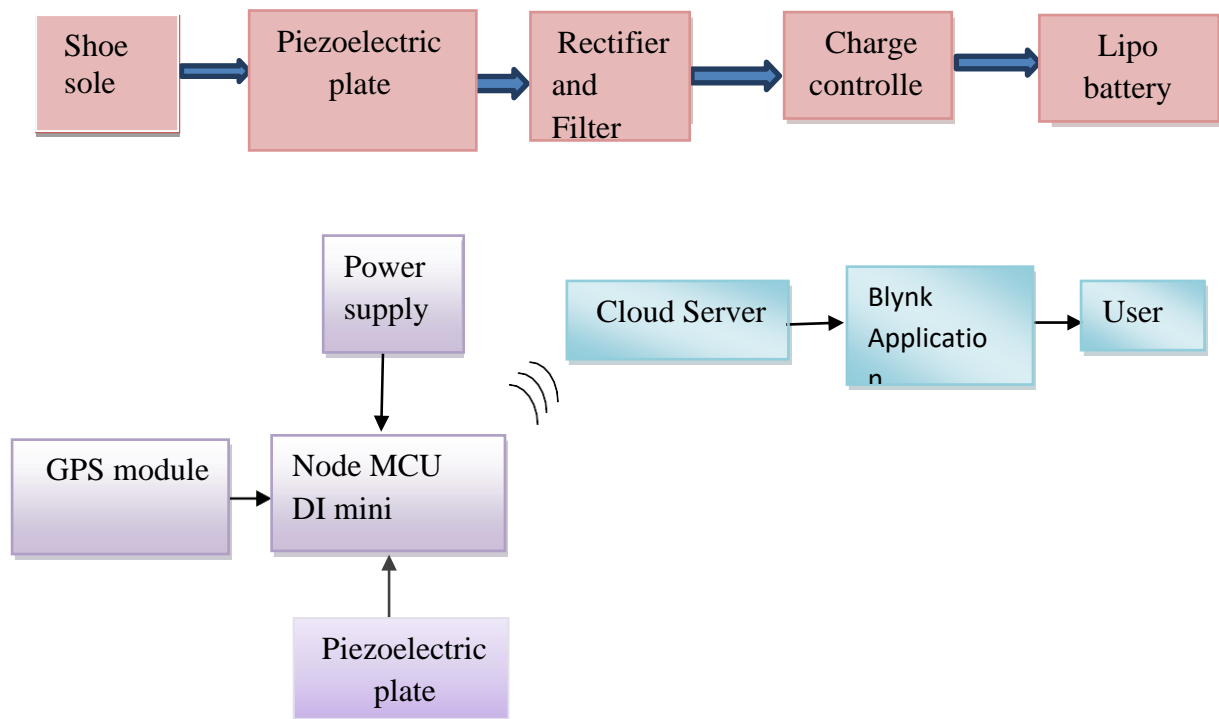 Shoe
sole
Piezoelectric
plate
Rectifier
and
Filter
Charge
controlle
Lipo
battery
Power
supply
Cloud Server
Blynk
Applicatio
n
User
GPS module
Node MCU
DI mini
Piezoelectric
plate